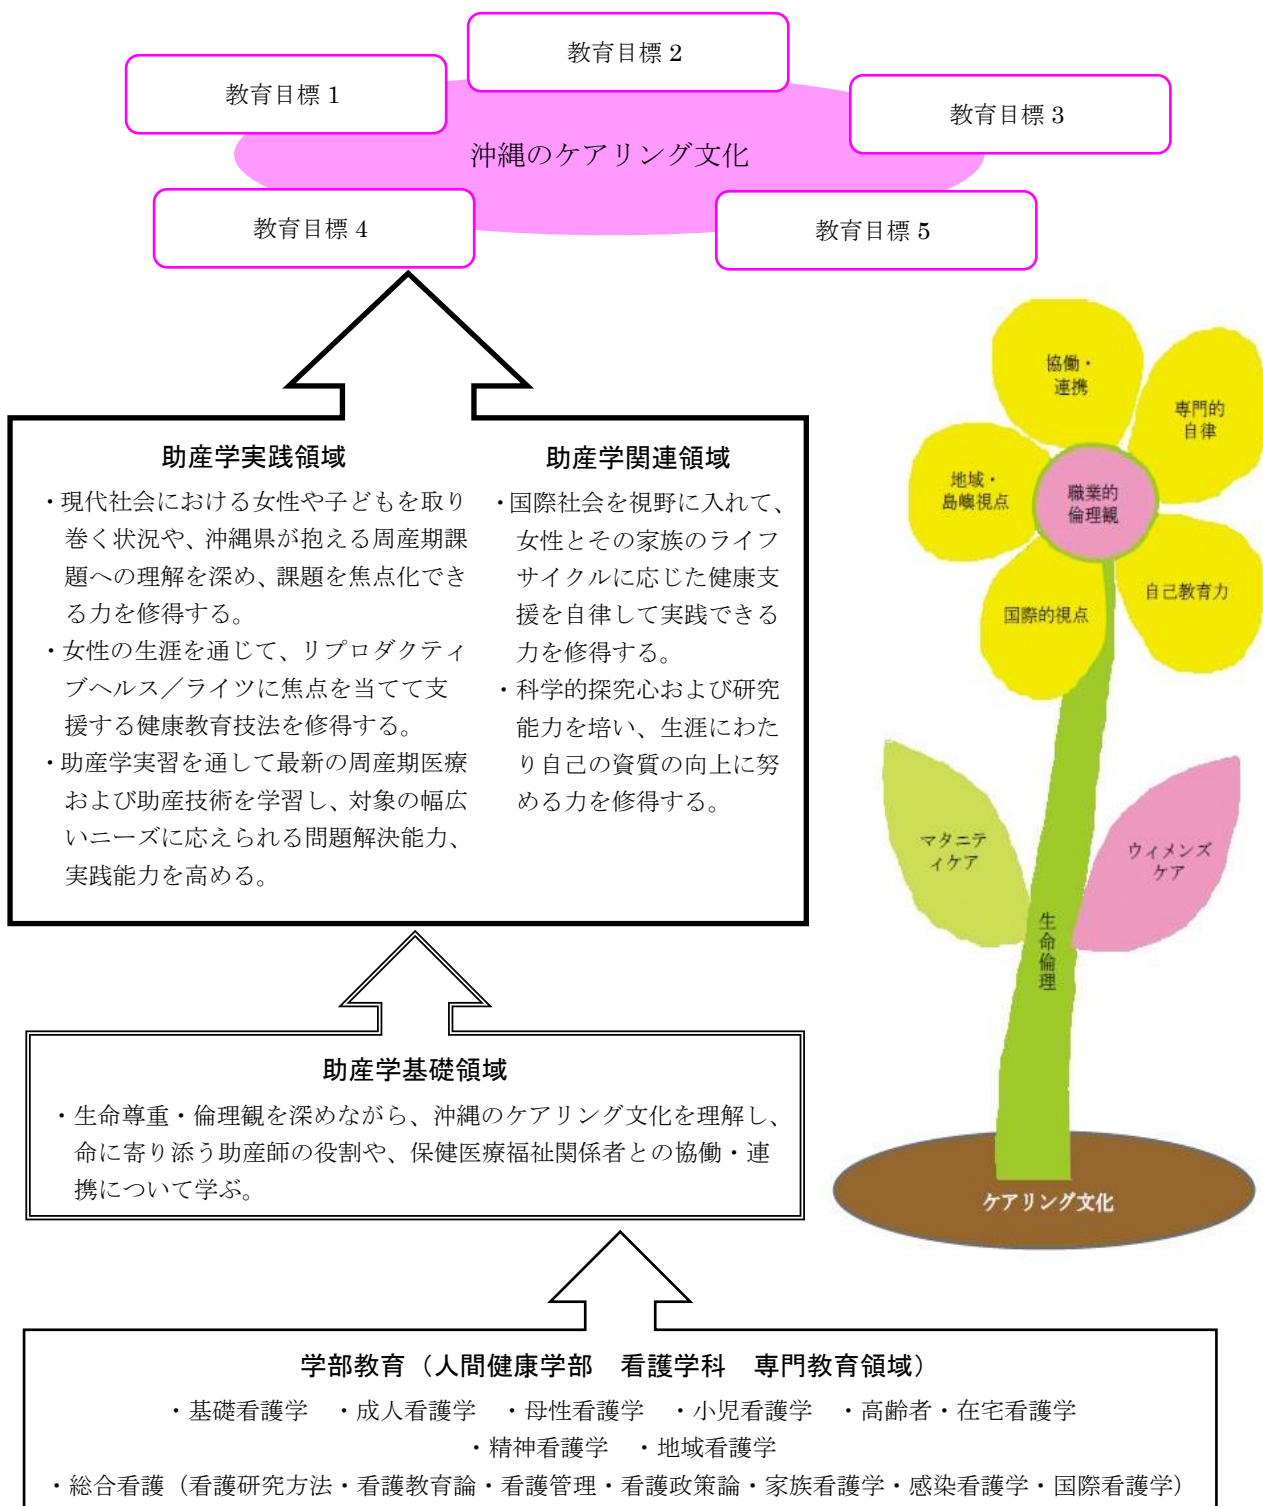 教育目標 2
教育目標 1
教育目標 3
沖縄のケアリング文化
教育目標 4
教育目標 5
助産学実践領域
・現代社会における女性や子どもを取り
巻く状況や、沖縄県が抱える周産期課
題への理解を深め、課題を焦点化でき
る力を修得する。
・女性の生涯を通じて、リプロダクティ
ブヘルス／ライツに焦点を当てて支
援する健康教育技法を修得する。
・助産学実習を通して最新の周産期医療
および助産技術を学習し、対象の幅広
いニーズに応えられる問題解決能力、
実践能力を高める。
助産学関連領域
・国際社会を視野に入れて、
女性とその家族のライフ
サイクルに応じた健康支
援を自律して実践できる
力を修得する。
・科学的探究心および研究
能力を培い、生涯にわた
り自己の資質の向上に努
める力を修得する。
協働・
連携
専門的
自律
地域・
島嶼視点
職業的
倫理観
国際的視点
自己教育力
マタニテ
ィケア
ウィメンズ
ケア
生命倫理
ケアリング文化
助産学基礎領域
・生命尊重・倫理観を深めながら、沖縄のケアリング文化を理解し、
命に寄り添う助産師の役割や、保健医療福祉関係者との協働・連
携について学ぶ。
学部教育（人間健康学部　看護学科　専門教育領域）
・基礎看護学　・成人看護学　・母性看護学　・小児看護学　・高齢者・在宅看護学
・精神看護学　・地域看護学
・総合看護（看護研究方法・看護教育論・看護管理・看護政策論・家族看護学・感染看護学・国際看護学）